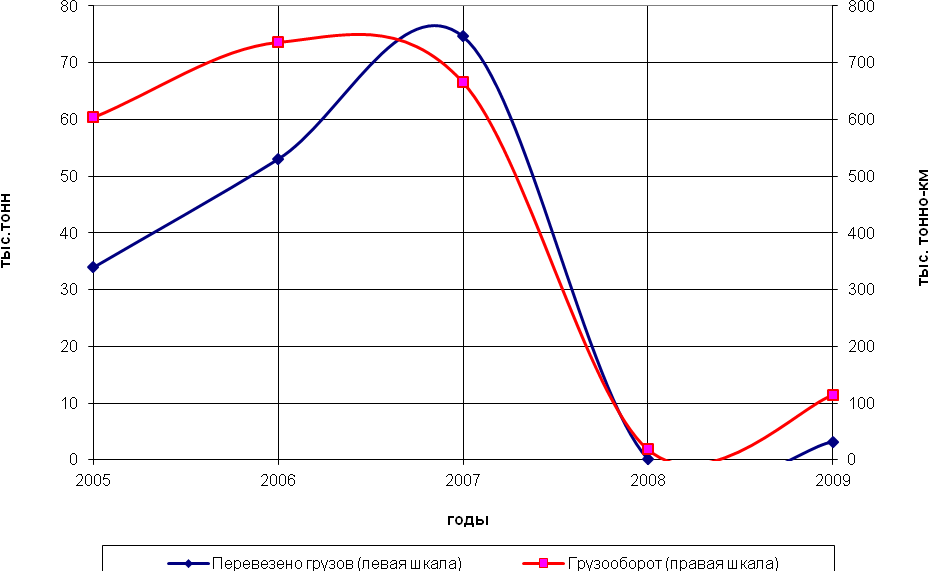 80 800
70 700
60 600
50 500
40 400
30 300
20 200
10 100
0 0
тыс.тонн
тыс. тонно-км
2005 2006 2007 2008 2009
годы
Перевезено грузов (левая шкала) Грузооборот (правая шкала)